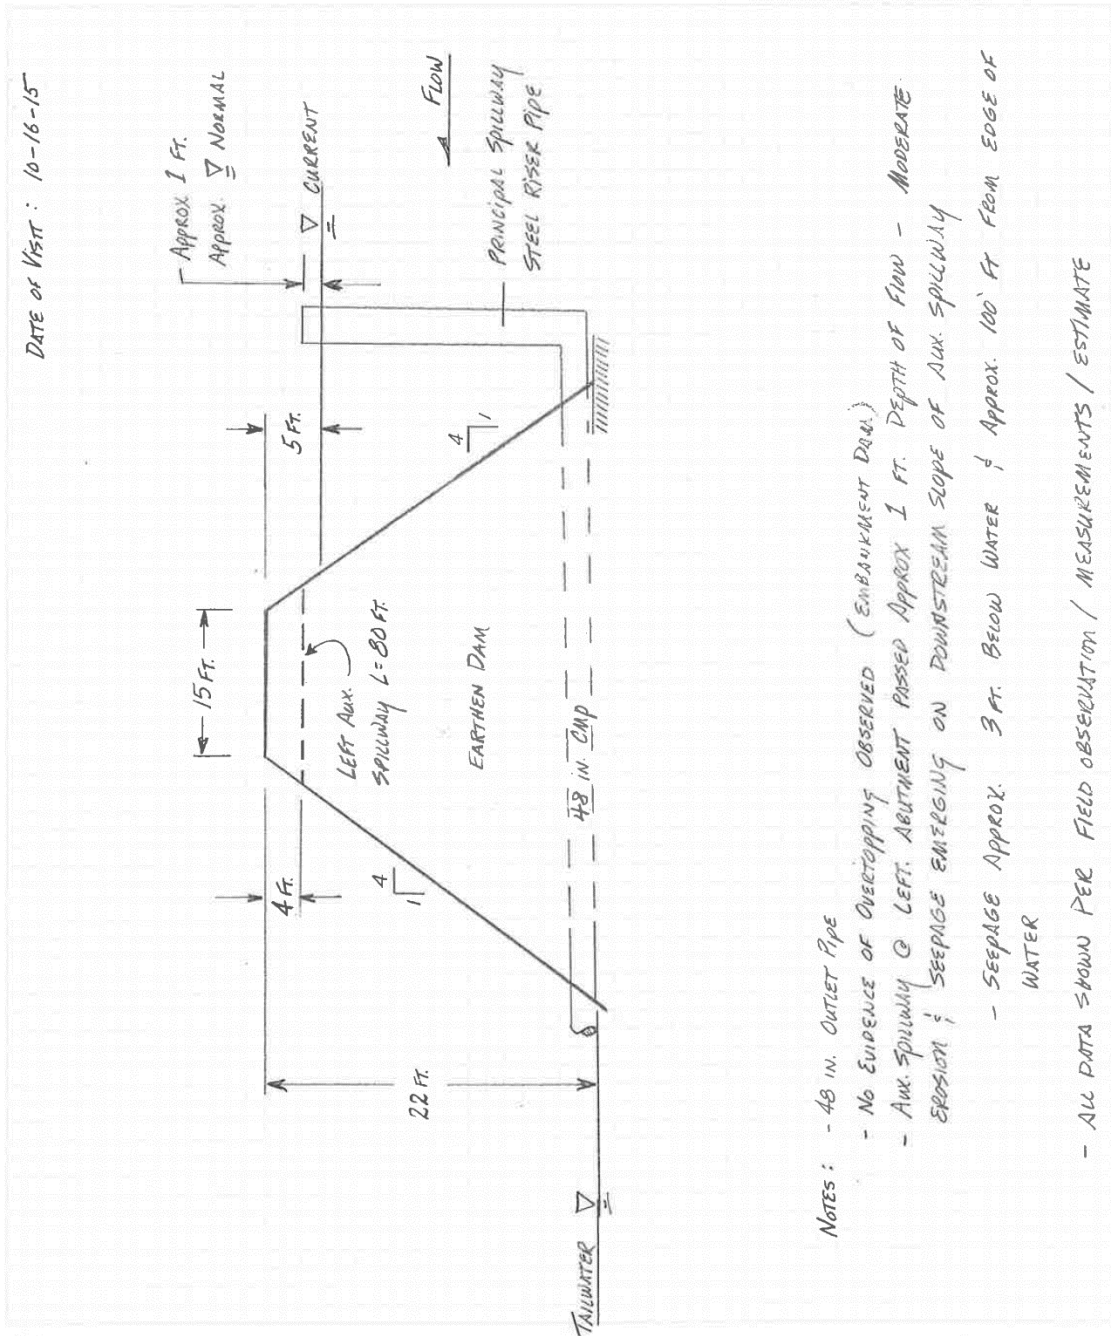 DATE OF VISIT: 10-16-15
- APPROX 1 FT.
APPROX. NORMAL
CURRENT
FLOW
PRINCIPAL SPILLWAY
STEEL RISER PIPE
5 FT.
4
1
15 FT.
LEFT AUX.
SPILLWAY L=80 FT.
EARTHEN DAM
48 IN. CMP
4 FT.
4
1
22 FT.
TAILWATER
NOTES: - 48 IN. OUTLET PIPE
- NO EVIDENCE OF OVERTOPPING OBSERVED (EMBANKMENT DAM)
- AUX. SPILLWAY @ LEFT. ABUTMENT PASSED APPROX 1 FT. DEPTH OF FLOW - MODERATE
EROSION & SEEPAGE EMERGING ON DOWNSTREAM SLOPE OF AUX. SPILLWAY
- SEEPAGE APPROX. 3 FT. BELOW WATER & APPROX. 100 FT FROM EDGE OF
WATER
- ALL DATA SHOWN PER FIELD OBSERVATION / MEASUREMENTS / ESTIMATE